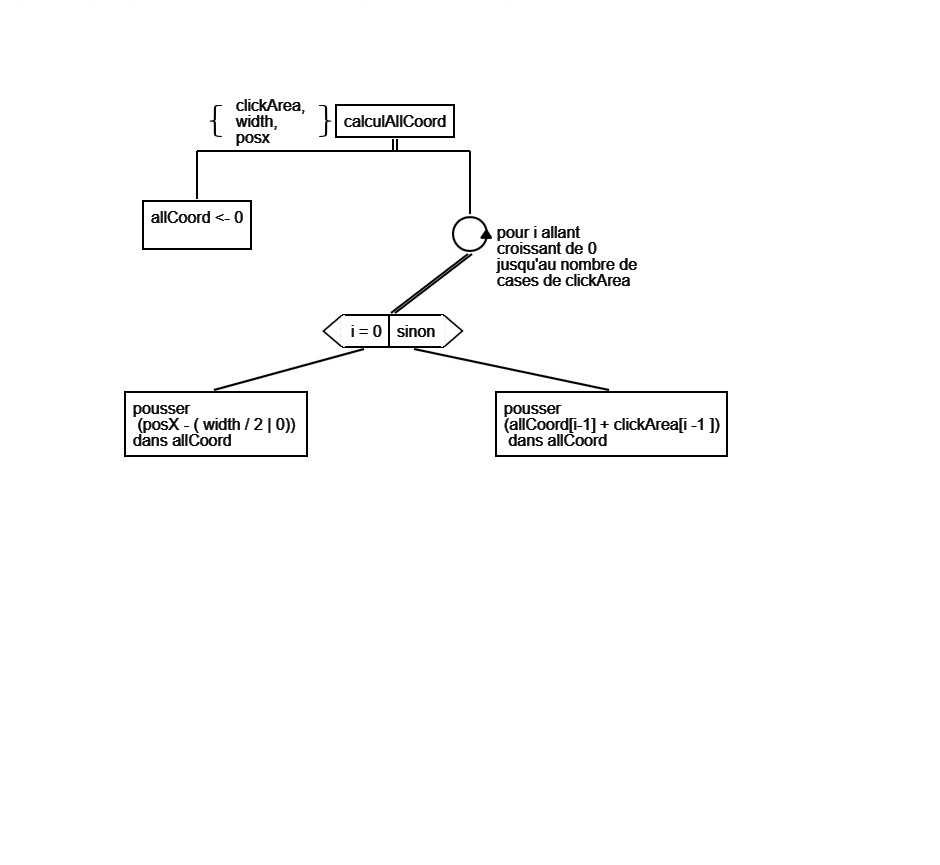 clickArea,
width,
posx
calculAllCoord
allCoord <- 0
pour i allant
croissant de 0
jusqu'au nombre de
cases de clickArea
i = 0
sinon
pousser
(posX - ( width / 2 | 0))
dans allCoord
pousser
(allCoord[i-1] + clickArea[i -1 ])
dans allCoord